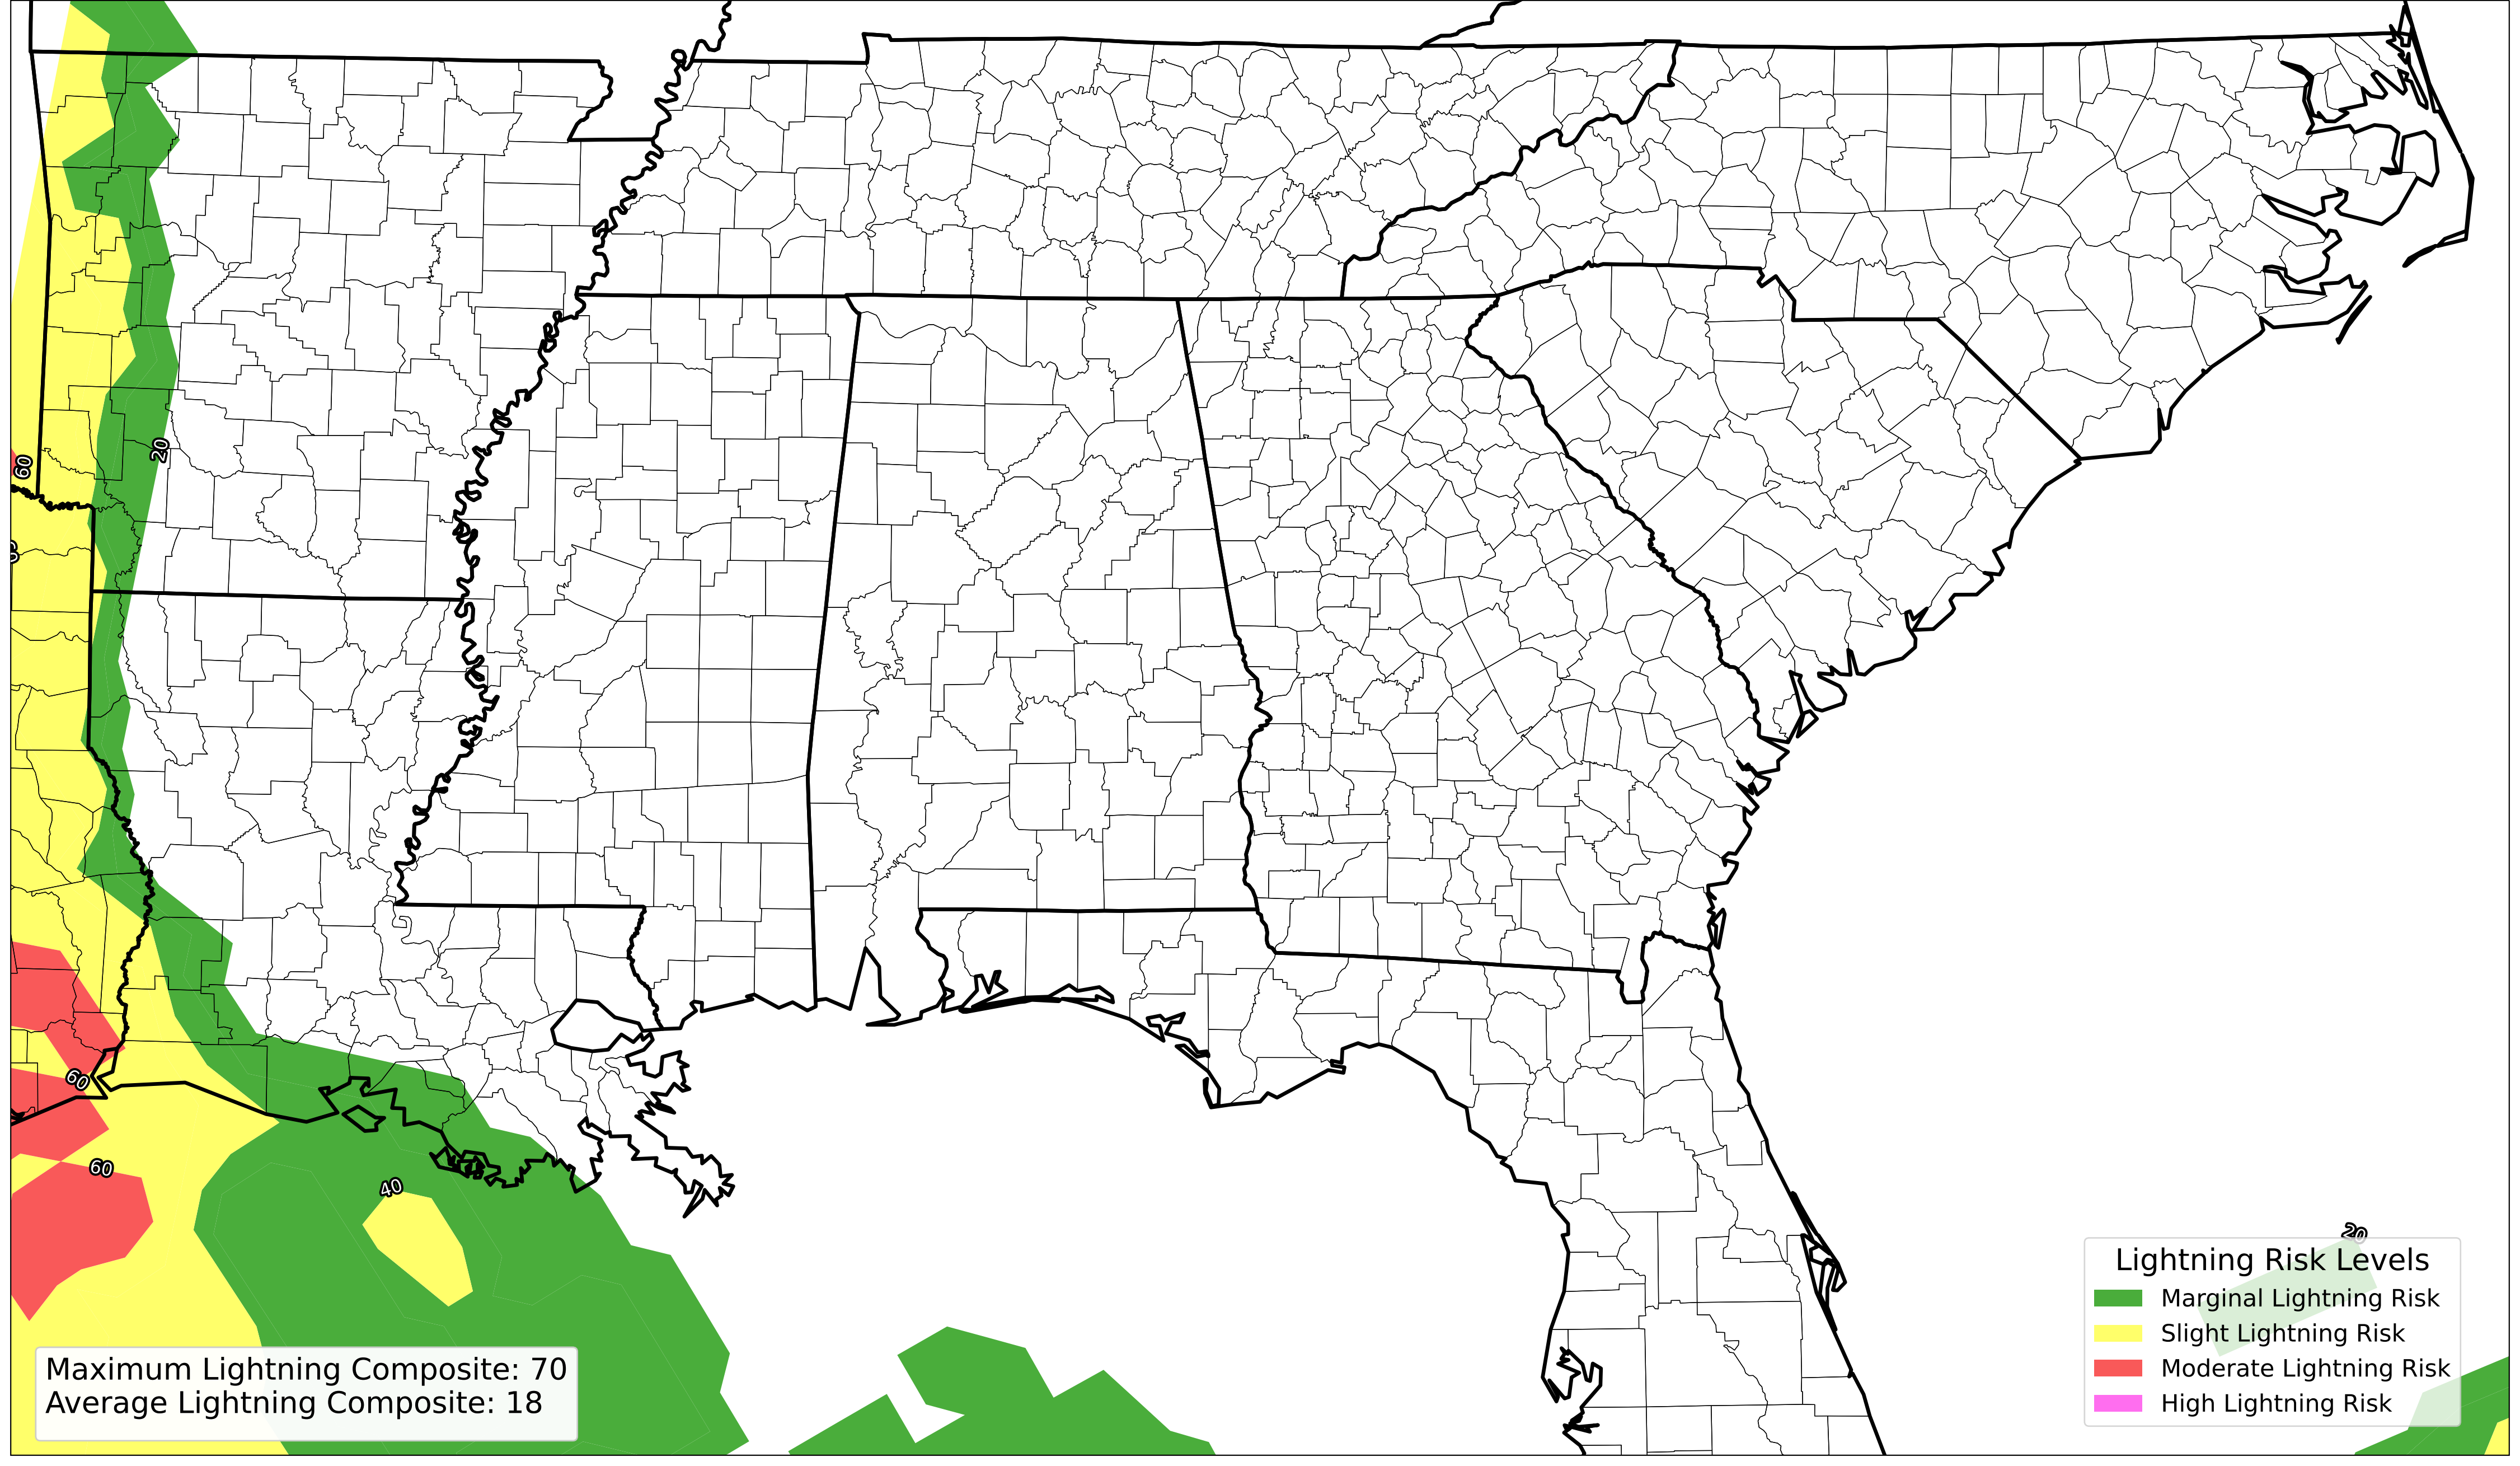 20
60
60
60
40
20
Lightning Risk Levels
Marginal Lightning Risk
Slight Lightning Risk
Moderate Lightning Risk
High Lightning Risk
Maximum Lightning Composite: 70
Average Lightning Composite: 18